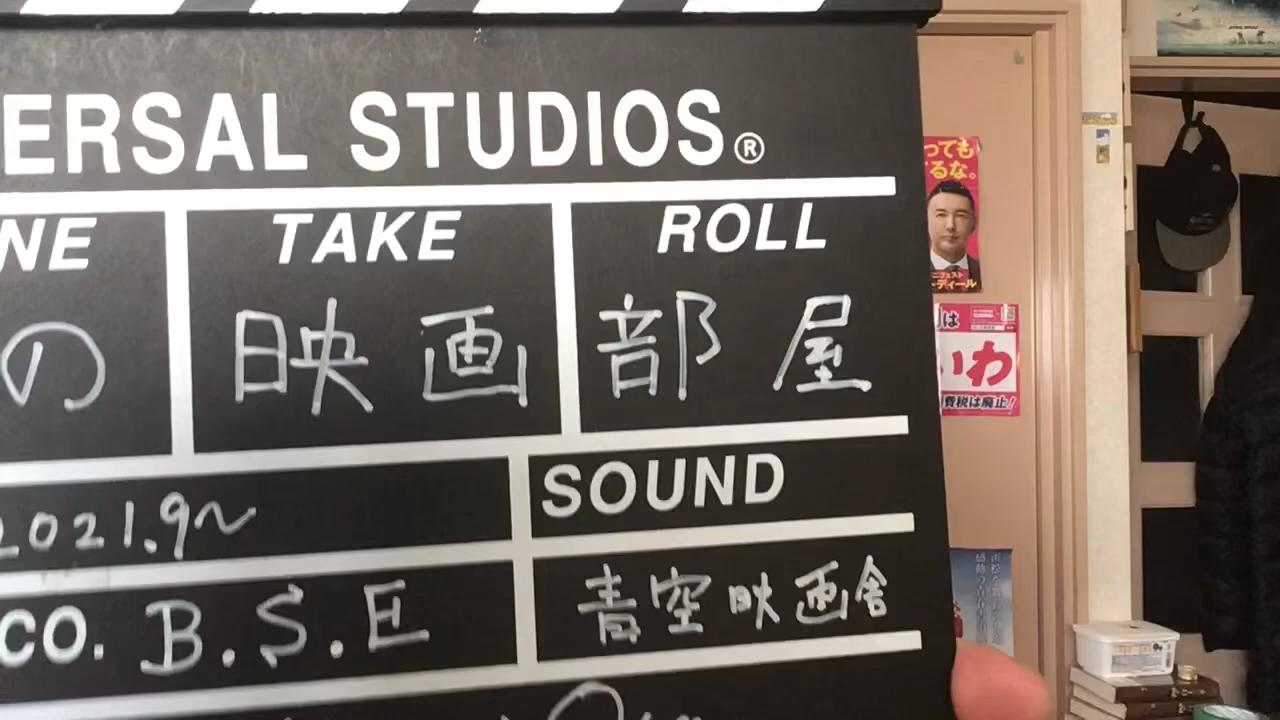 ERSAL STUDIOS®
NE TAKE ROLL
の 映画 部屋
2021.9~
SOUND
CO. B.S.E
青空映画舎
っても
るな。
ニフェスト
・ディール
は
いわ
費税は廃止!